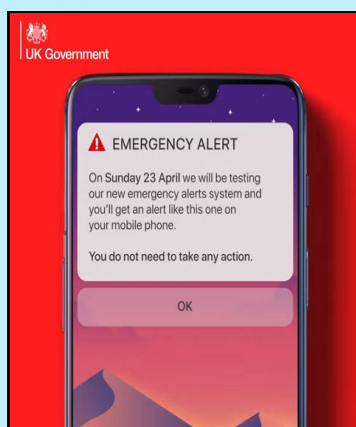 UK Government
EMERGENCY ALERT
On Sunday 23 April we will be testing
our new emergency alerts system and
you'll get an alert like this one on
your mobile phone.
You do not need to take any action.
OK